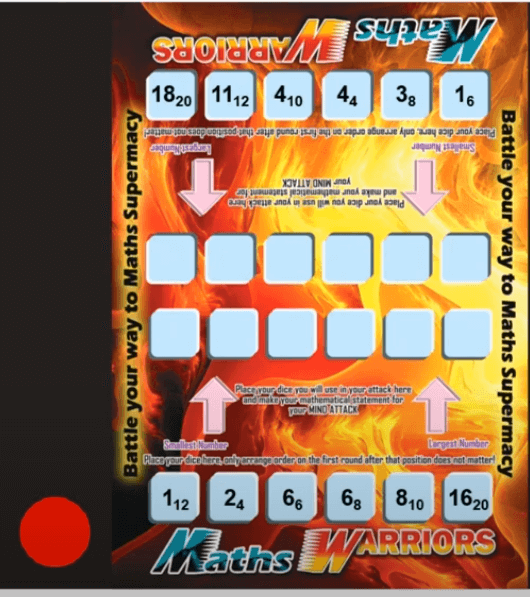 Maths WARRIORS
18₂₀ 11₁₂ 4₁₀ 4₄ 3₈ 1₆
Place your dice here, only arrange order on the first round after that position does not matter!
Largest Number
Smallest Number
Place your dice you will use in your attack here
and make your mathematical statement for
your MIND ATTACK
Battle your way to Maths Supermacy
Battle your way to Maths Supermacy
Place your dice you will use in your attack here
and make your mathematical statement for
your MIND ATTACK
Smallest Number
Largest Number
Place your dice here, only arrange order on the first round after that position does not matter!
1₁₂ 2₄ 6₆ 6₈ 8₁₀ 16₂₀
Maths WARRIORS